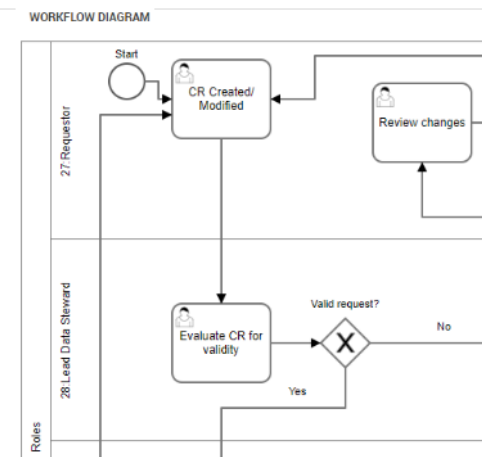 WORKFLOW DIAGRAM
Start
CR Created/
Modified
Review changes
27:Requestor
Evaluate CR for
validity
Valid request?
X
No
Yes
28:Lead Data Steward
Roles